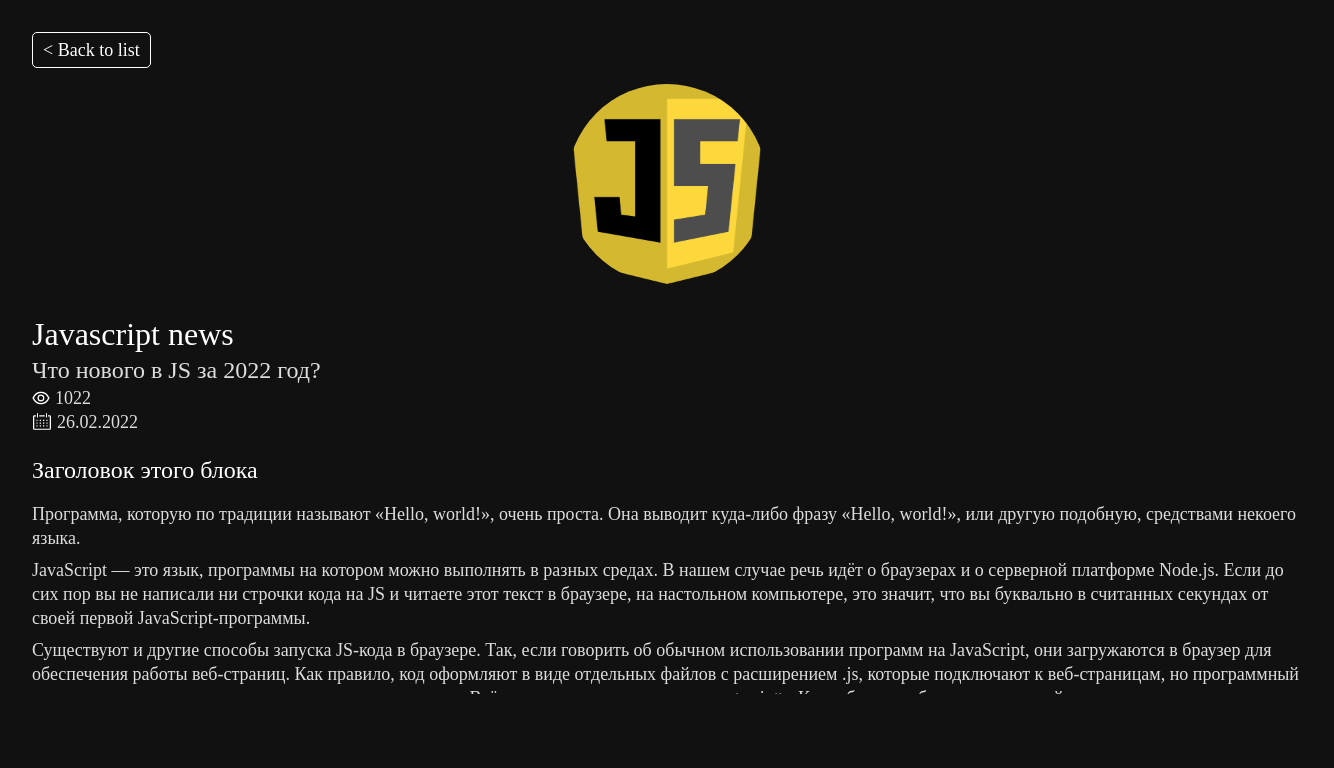 < Back to list
JS
Javascript news
Что нового в JS за 2022 год?
1022
26.02.2022
Заголовок этого блока
Программа, которую по традиции называют «Hello, world!», очень проста. Она выводит куда-либо фразу «Hello, world!», или другую подобную, средствами некоего
языка.
JavaScript — это язык, программы на котором можно выполнять в разных средах. В нашем случае речь идёт о браузерах и о серверной платформе Node.js. Если до
сих пор вы не написали ни строчки кода на JS и читаете этот текст в браузере, на настольном компьютере, это значит, что вы буквально в считанных секундах от
своей первой JavaScript-программы.
Существуют и другие способы запуска JS-кода в браузере. Так, если говорить об обычном использовании программ на JavaScript, они загружаются в браузер для
обеспечения работы веб-страниц. Как правило, код оформляют в виде отдельных файлов с расширением .js, которые подключают к веб-страницам, но программный